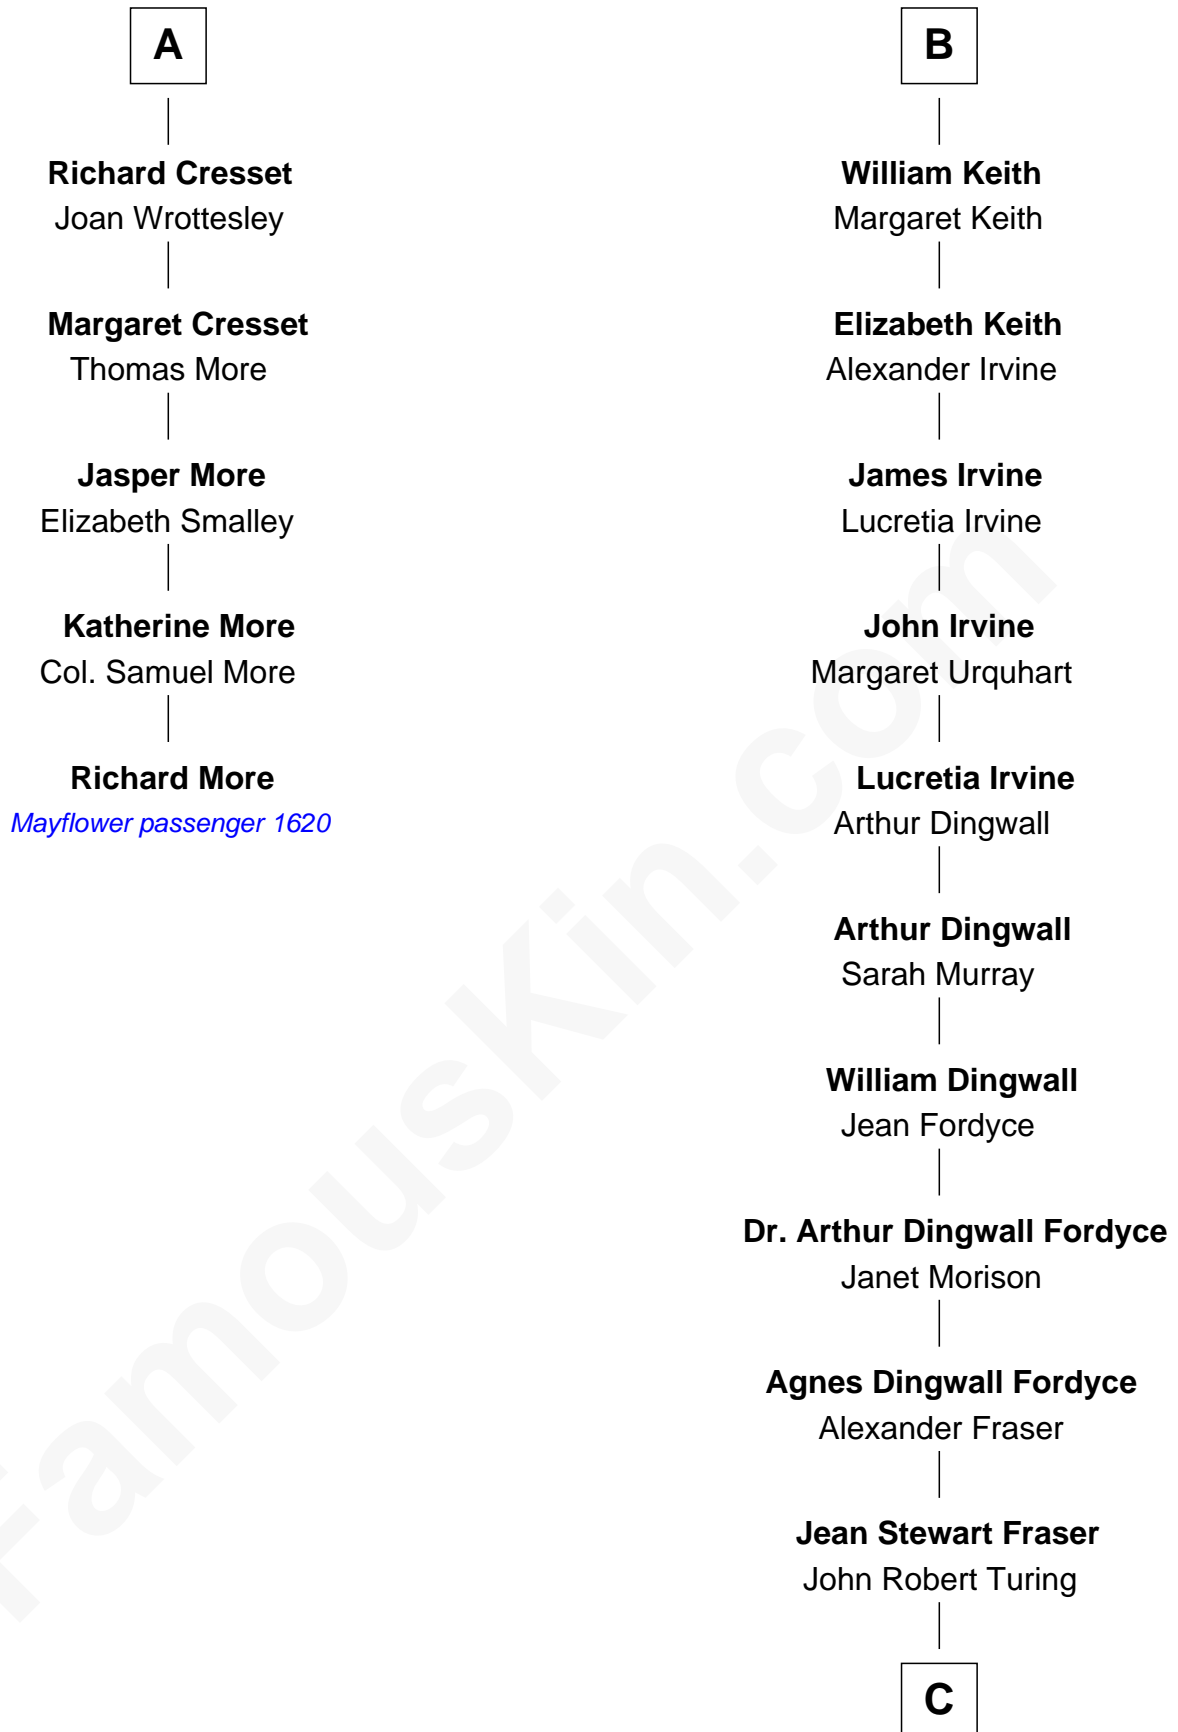 A
Richard Cresset
Joan Wrottesley
Margaret Cresset
Thomas More
Jasper More
Elizabeth Smalley
Katherine More
Col. Samuel More
Richard More
Mayflower passenger 1620
B
William Keith
Margaret Keith
Elizabeth Keith
Alexander Irvine
James Irvine
Lucretia Irvine
John Irvine
Margaret Urquhart
Lucretia Irvine
Arthur Dingwall
Arthur Dingwall
Sarah Murray
William Dingwall
Jean Fordyce
Dr. Arthur Dingwall Fordyce
Janet Morison
Agnes Dingwall Fordyce
Alexander Fraser
Jean Stewart Fraser
John Robert Turing
C
FamousKin.com